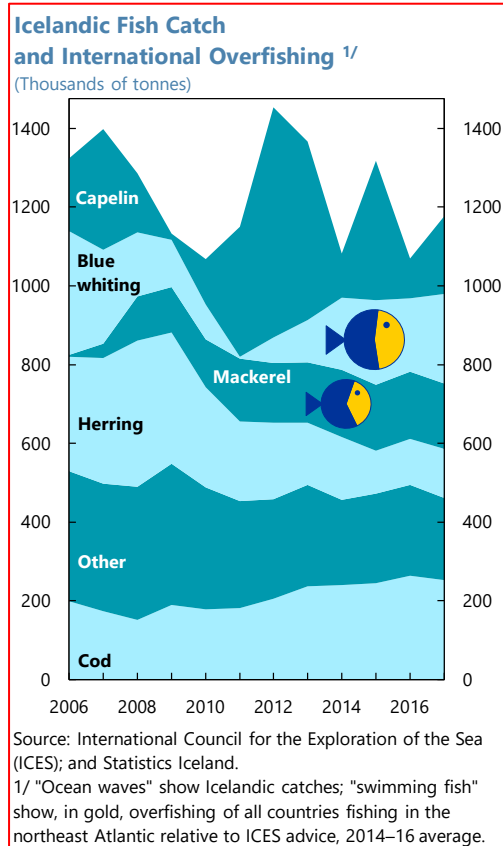 Icelandic Fish Catch
and International Overfishing 1/
(Thousands of tonnes)
1400 1400
1200 1200
Capelin
Blue
1000 1000
whiting
800 800
Mackerel
Herring
600 600
400 400
Other
200 200
Cod
0 0
2006 2008 2010 2012 2014 2016
Source: International Council for the Exploration of the Sea
(ICES); and Statistics Iceland.
1/ "Ocean waves" show Icelandic catches; "swimming fish"
show, in gold, overfishing of all countries fishing in the
northeast Atlantic relative to ICES advice, 2014–16 average.